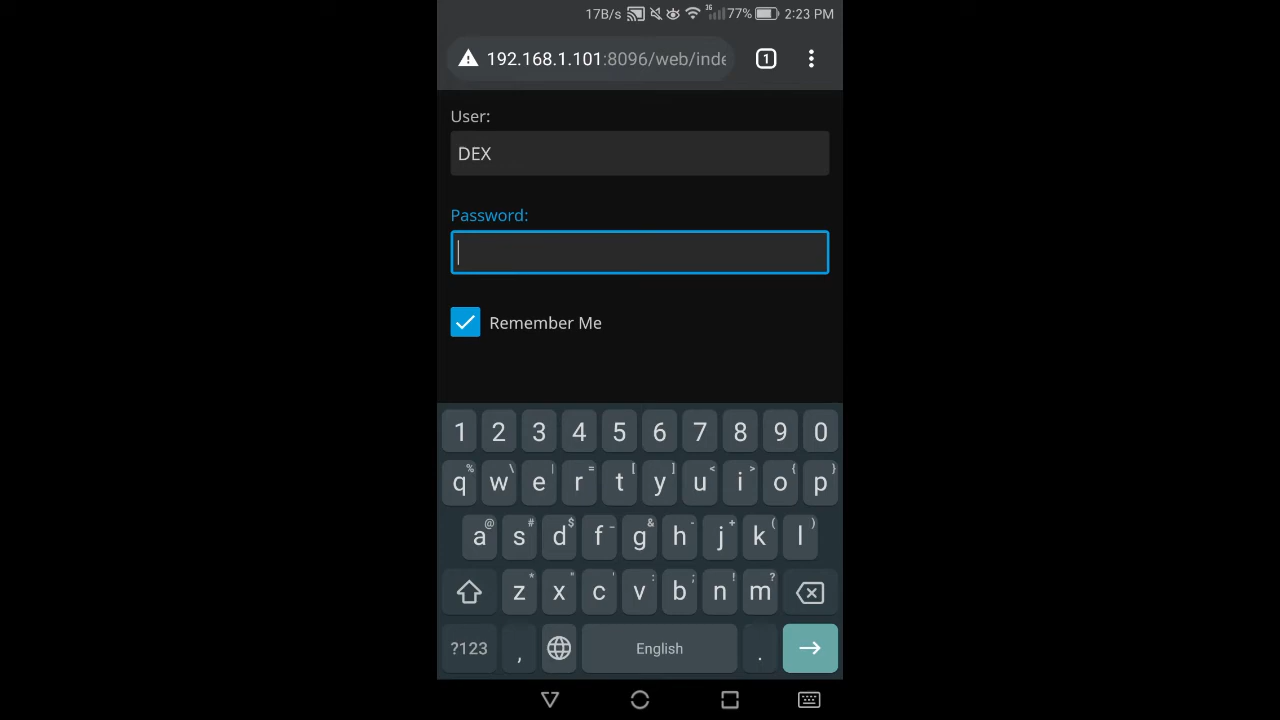 17B/s 3G 77% 2:23 PM
192.168.1.101:8096/web/inde
1
User:
DEX
Password:
Remember Me
1 2 3 4 5 6 7 8 9 0
% \ | = [ ] < > { }
q w e r t y u i o p
@ # $ _ & - + ( )
a s d f g h j k l
* " ' : ; ! ?
z x c v b n m
?123 , English .